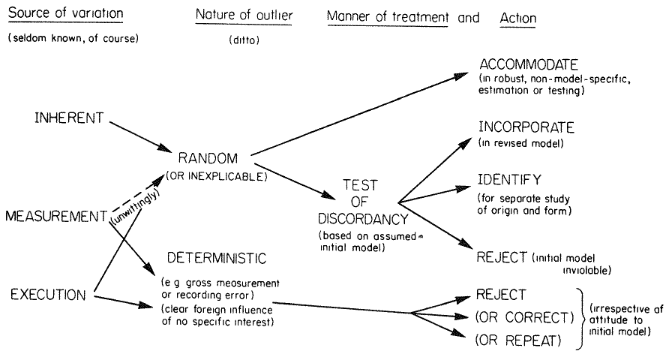 Source of variation
(seldom known, of course)
Nature of outlier
(ditto)
Manner of treatment and Action
ACCOMMODATE
(in robust, non-model-specific,
estimation or testing)
INHERENT
INCORPORATE
(in revised model)
RANDOM
(OR INEXPLICABLE)
(unwittingly)
TEST
OF
DISCORDANCY
(based on assumed
initial model)
IDENTIFY
(for separate study
of origin and form)
MEASUREMENT
REJECT (initial model
inviolable)
DETERMINISTIC
(e g gross measurement
or recording error)
(clear foreign influence
of no specific interest)
EXECUTION
REJECT
(OR CORRECT)
(OR REPEAT)
(irrespective of
attitude to
initial model)